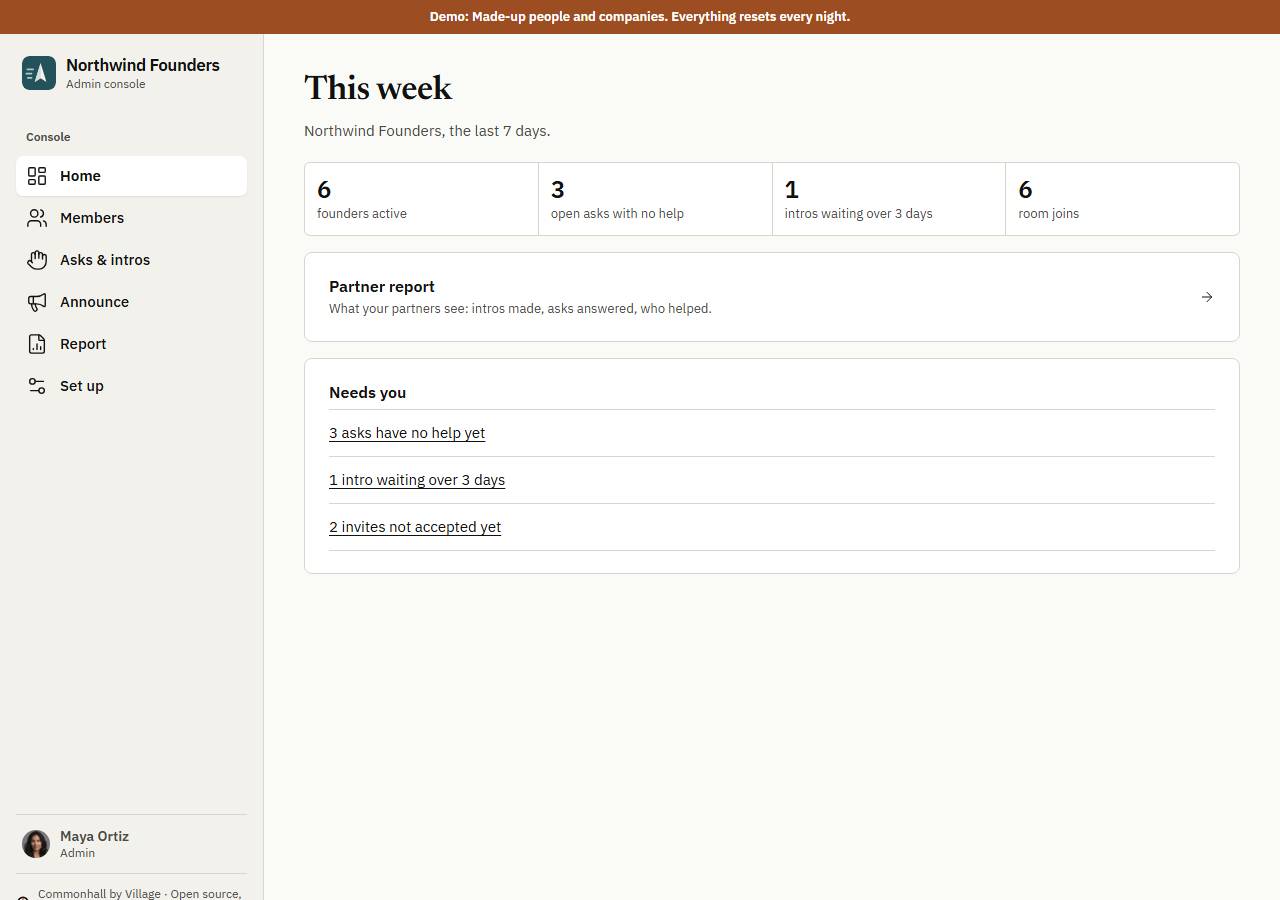 Demo: Made-up people and companies. Everything resets every night.
Northwind Founders
Admin console
Console
Home
Members
Asks & intros
Announce
Report
Set up
Maya Ortiz
Admin
Commonhall by Village · Open source,
This week
Northwind Founders, the last 7 days.
6
founders active
3
open asks with no help
1
intros waiting over 3 days
6
room joins
Partner report
What your partners see: intros made, asks answered, who helped.
Needs you
3 asks have no help yet
1 intro waiting over 3 days
2 invites not accepted yet